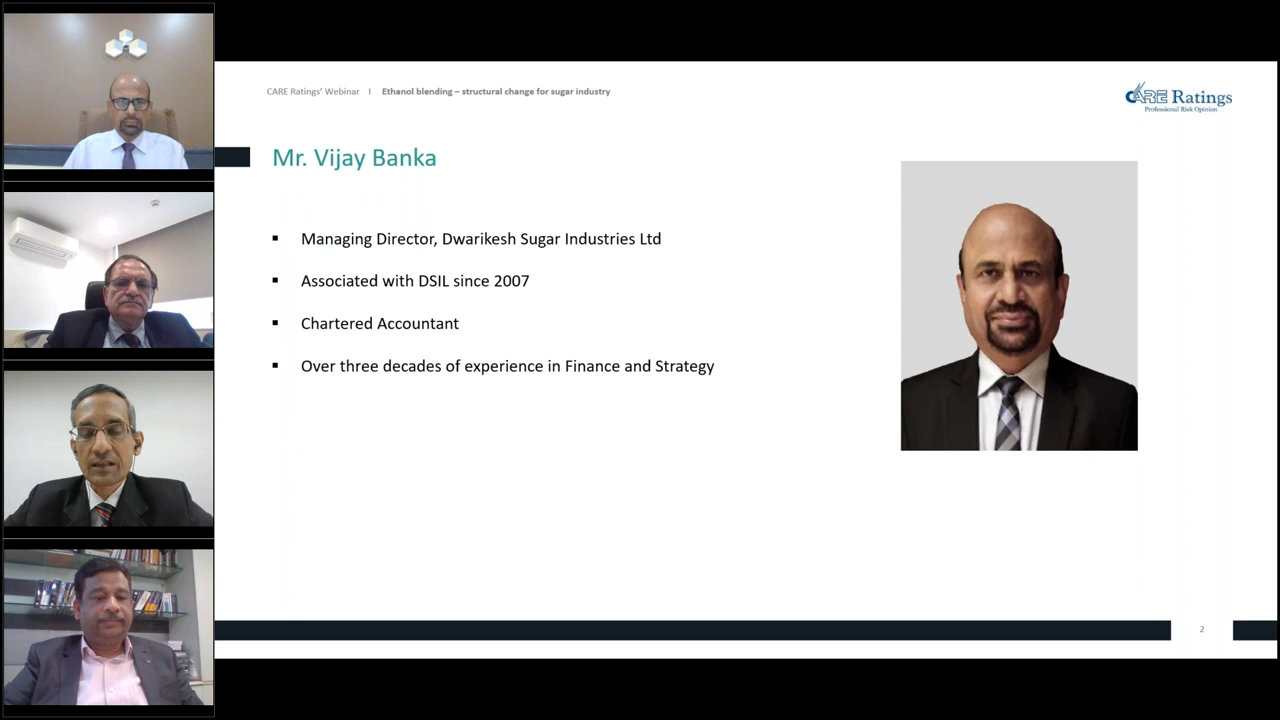 CARE Ratings' Webinar I Ethanol blending – structural change for sugar industry
CARE Ratings
Professional Risk Opinion
Mr. Vijay Banka
▪ Managing Director, Dwarikesh Sugar Industries Ltd
▪ Associated with DSIL since 2007
▪ Chartered Accountant
▪ Over three decades of experience in Finance and Strategy
2